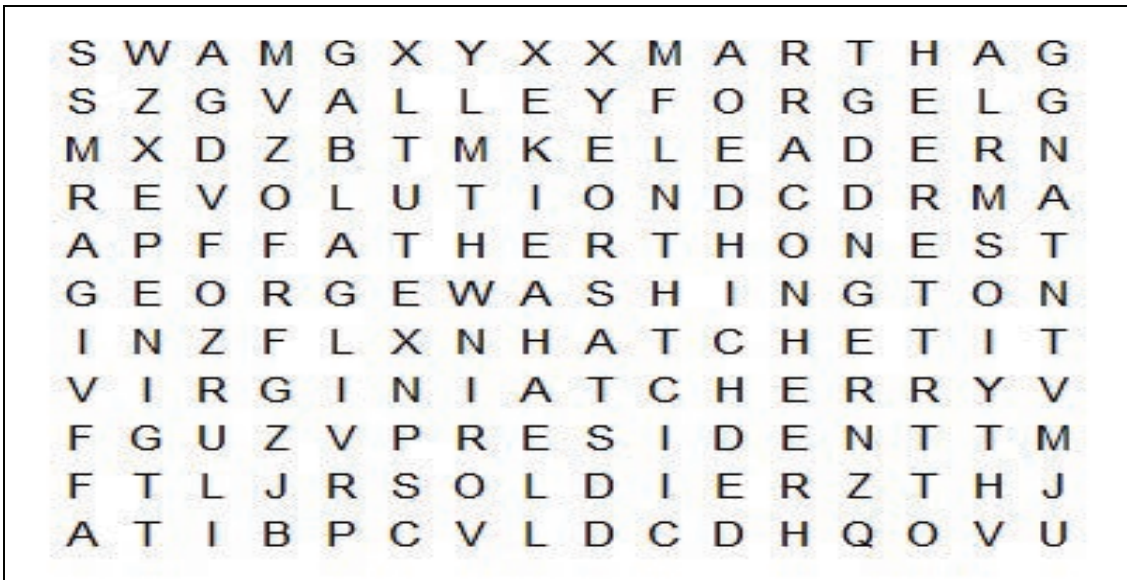 S W A M G X Y X X M A R T H A G
S Z G V A L L E Y F O R G E L G
M X D Z B T M K E L E A D E R N
R E V O L U T I O N D C D R M A
A P F F A T H E R T H O N E S T
G E O R G E W A S H I N G T O N
I N Z F L X N H A T C H E T I T
V I R G I N I A T C H E R R Y V
F G U Z V P R E S I D E N T T M
F T L J R S O L D I E R Z T H J
A T I B P C V L D C D H Q O V U